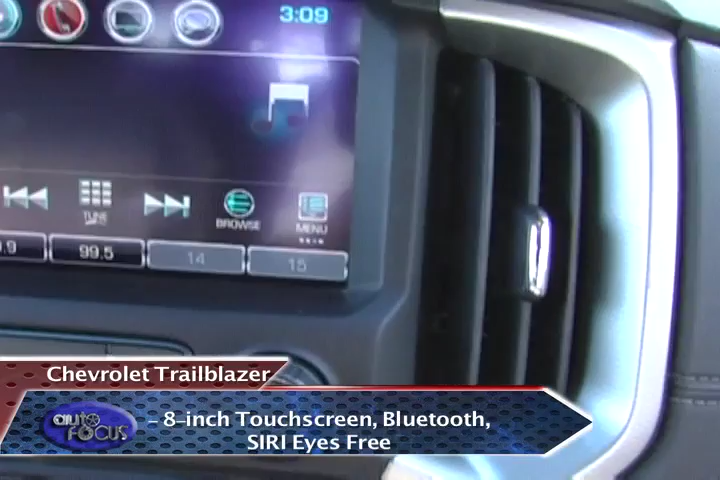 3:09
TUNE
BROWSE
MENU
.9
99.5
14
15
Chevrolet Trailblazer
auto FOCUS
– 8-inch Touchscreen, Bluetooth,
SIRI Eyes Free